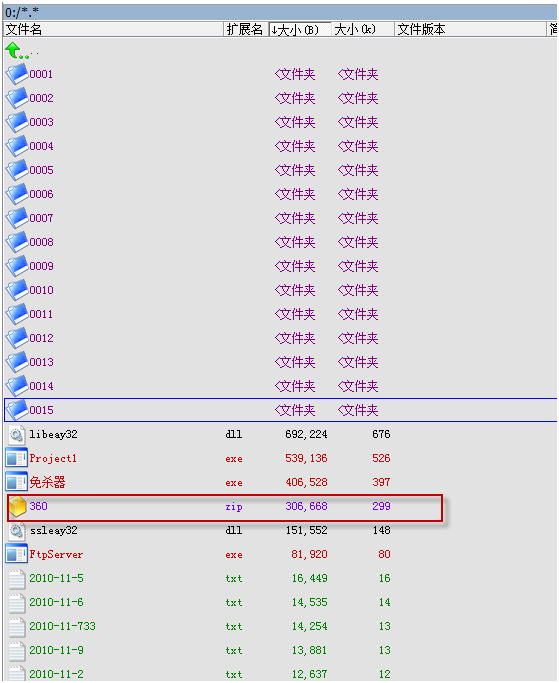 0:/*.*
文件名 扩展名 ↓大小(B) 大小(k) 文件版本
..
0001 <文件夹 <文件夹
0002 <文件夹 <文件夹
0003 <文件夹 <文件夹
0004 <文件夹 <文件夹
0005 <文件夹 <文件夹
0006 <文件夹 <文件夹
0007 <文件夹 <文件夹
0008 <文件夹 <文件夹
0009 <文件夹 <文件夹
0010 <文件夹 <文件夹
0011 <文件夹 <文件夹
0012 <文件夹 <文件夹
0013 <文件夹 <文件夹
0014 <文件夹 <文件夹
0015 <文件夹 <文件夹
libeay32 dll 692,224 676
Project1 exe 539,136 526
免杀器 exe 406,528 397
360 zip 306,668 299
ssleay32 dll 151,552 148
FtpServer exe 81,920 80
2010-11-5 txt 16,449 16
2010-11-6 txt 14,535 14
2010-11-733 txt 14,254 13
2010-11-9 txt 13,881 13
2010-11-2 txt 12,637 12